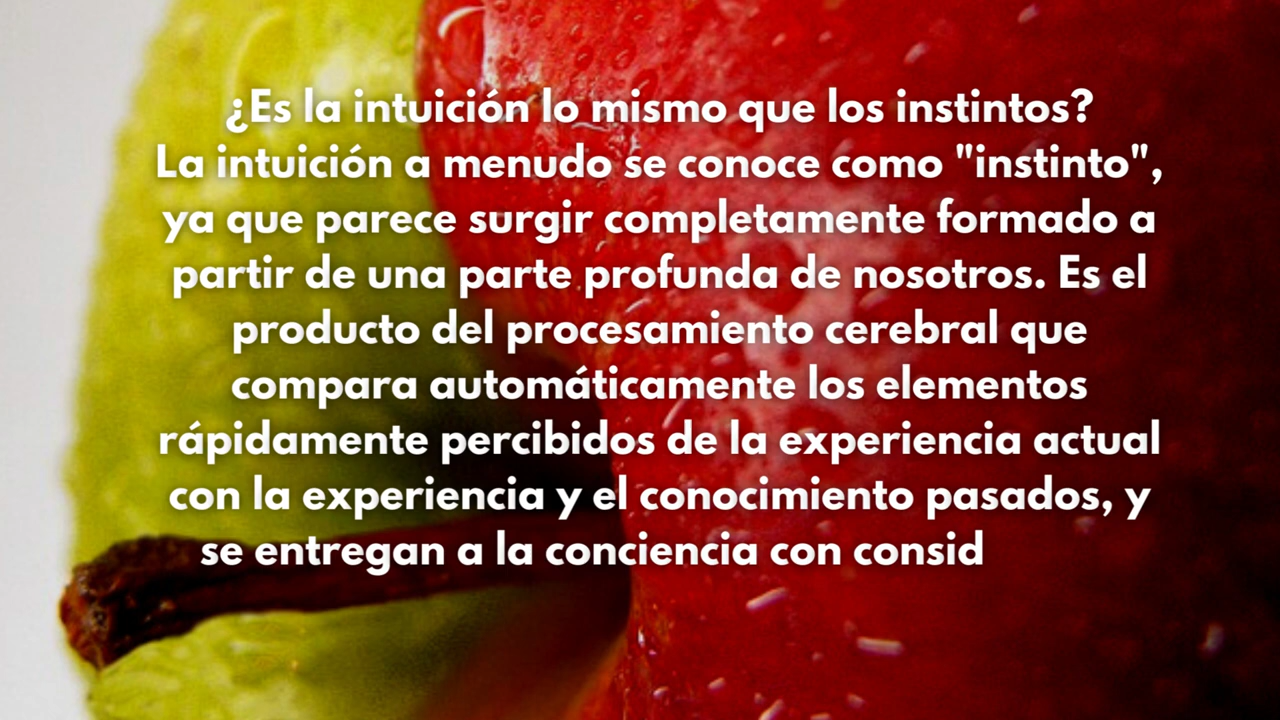 ¿Es la intuición lo mismo que los instintos?
La intuición a menudo se conoce como "instinto",
ya que parece surgir completamente formado a
partir de una parte profunda de nosotros. Es el
producto del procesamiento cerebral que
compara automáticamente los elementos
rápidamente percibidos de la experiencia actual
con la experiencia y el conocimiento pasados, y
se entregan a la conciencia con consid